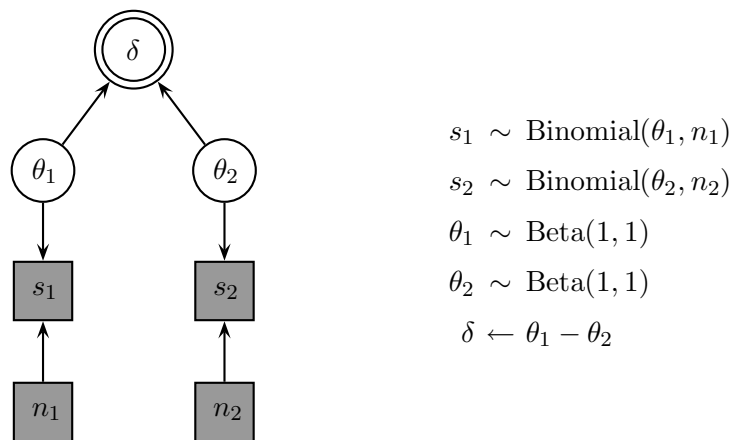 δ
θ₁
θ₂
s₁
s₂
n₁
n₂
s₁ ∼ Binomial(θ₁, n₁)
s₂ ∼ Binomial(θ₂, n₂)
θ₁ ∼ Beta(1, 1)
θ₂ ∼ Beta(1, 1)
δ ← θ₁ − θ₂